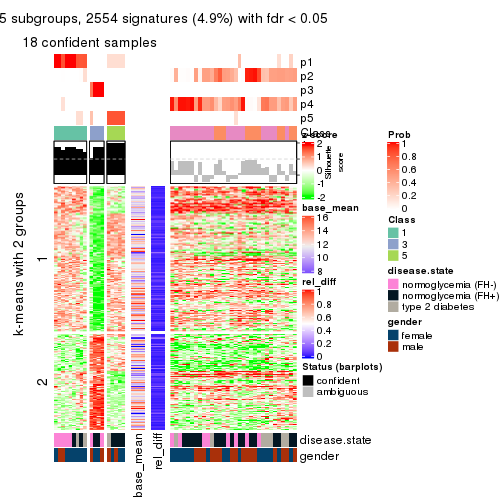 5 subgroups, 2554 signatures (4.9%) with fdr < 0.05
18 confident samples
p1
p2
p3
p4
p5
Class
Silhouette
score
k-means with 2 groups
1
2
base_mean
rel_diff
disease.state
gender
z-score
2
1
0
-1
-2
base_mean
16
14
12
10
8
rel_diff
1
0.8
0.6
0.4
0.2
0
Status (barplots)
confident
ambiguous
Prob
1
0.8
0.6
0.4
0.2
0
Class
1
3
5
disease.state
normoglycemia (FH-)
normoglycemia (FH+)
type 2 diabetes
gender
female
male